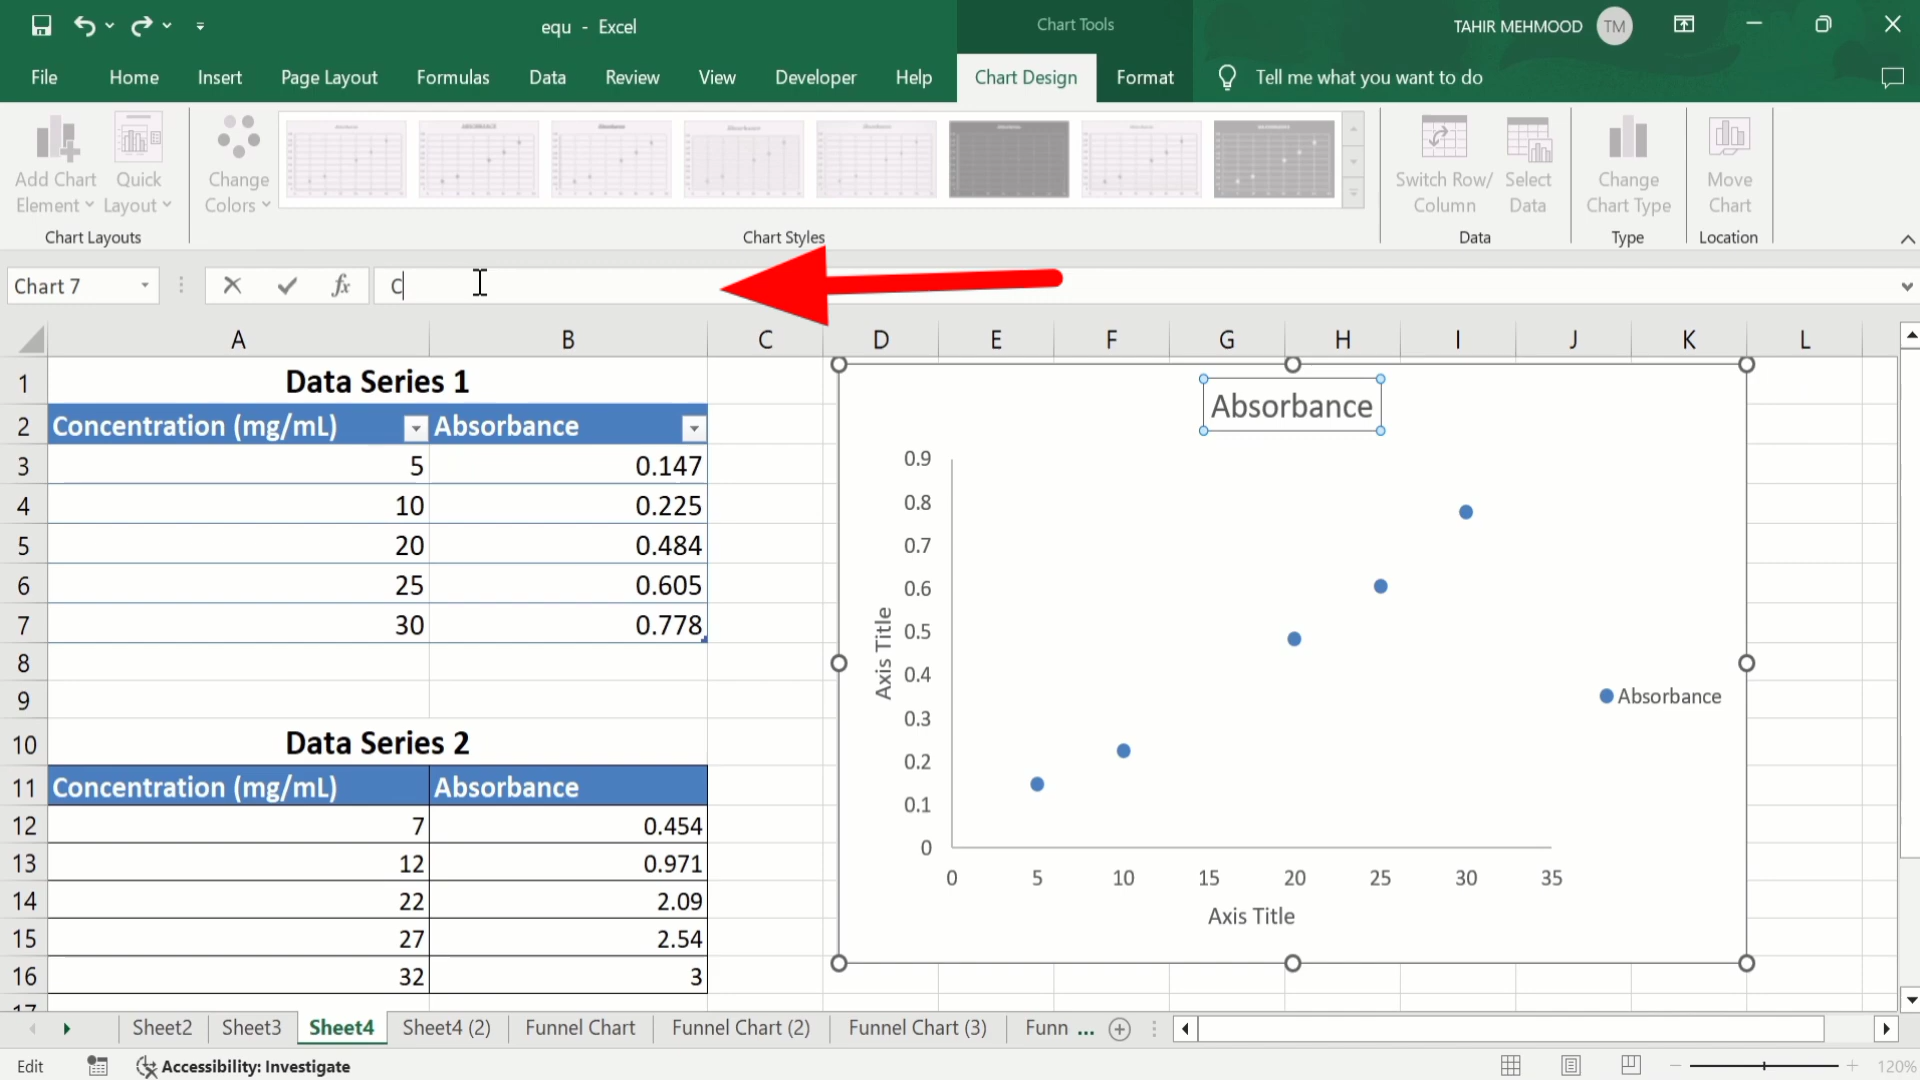 equ - Excel
Chart Tools
TAHIR MEHMOOD TM
File Home Insert Page Layout Formulas Data Review View Developer Help Chart Design Format Tell me what you want to do
Add Chart Element
Quick Layout
Change Colors
Switch Row/ Column
Select Data
Change Chart Type
Move Chart
Chart Layouts
Chart Styles
Data
Type
Location
Chart 7 fx C
A B C D E F G H I J K L
1 Data Series 1
2 Concentration (mg/mL) Absorbance
3 5 0.147
4 10 0.225
5 20 0.484
6 25 0.605
7 30 0.778
8
9
10 Data Series 2
11 Concentration (mg/mL) Absorbance
12 7 0.454
13 12 0.971
14 22 2.09
15 27 2.54
16 32 3
17
Absorbance
0.9
0.8
0.7
0.6
0.5
0.4
0.3
0.2
0.1
0
Axis Title
0 5 10 15 20 25 30 35
Axis Title
Absorbance
Sheet2 Sheet3 Sheet4 Sheet4 (2) Funnel Chart Funnel Chart (2) Funnel Chart (3) Funn ...
Edit Accessibility: Investigate 120%